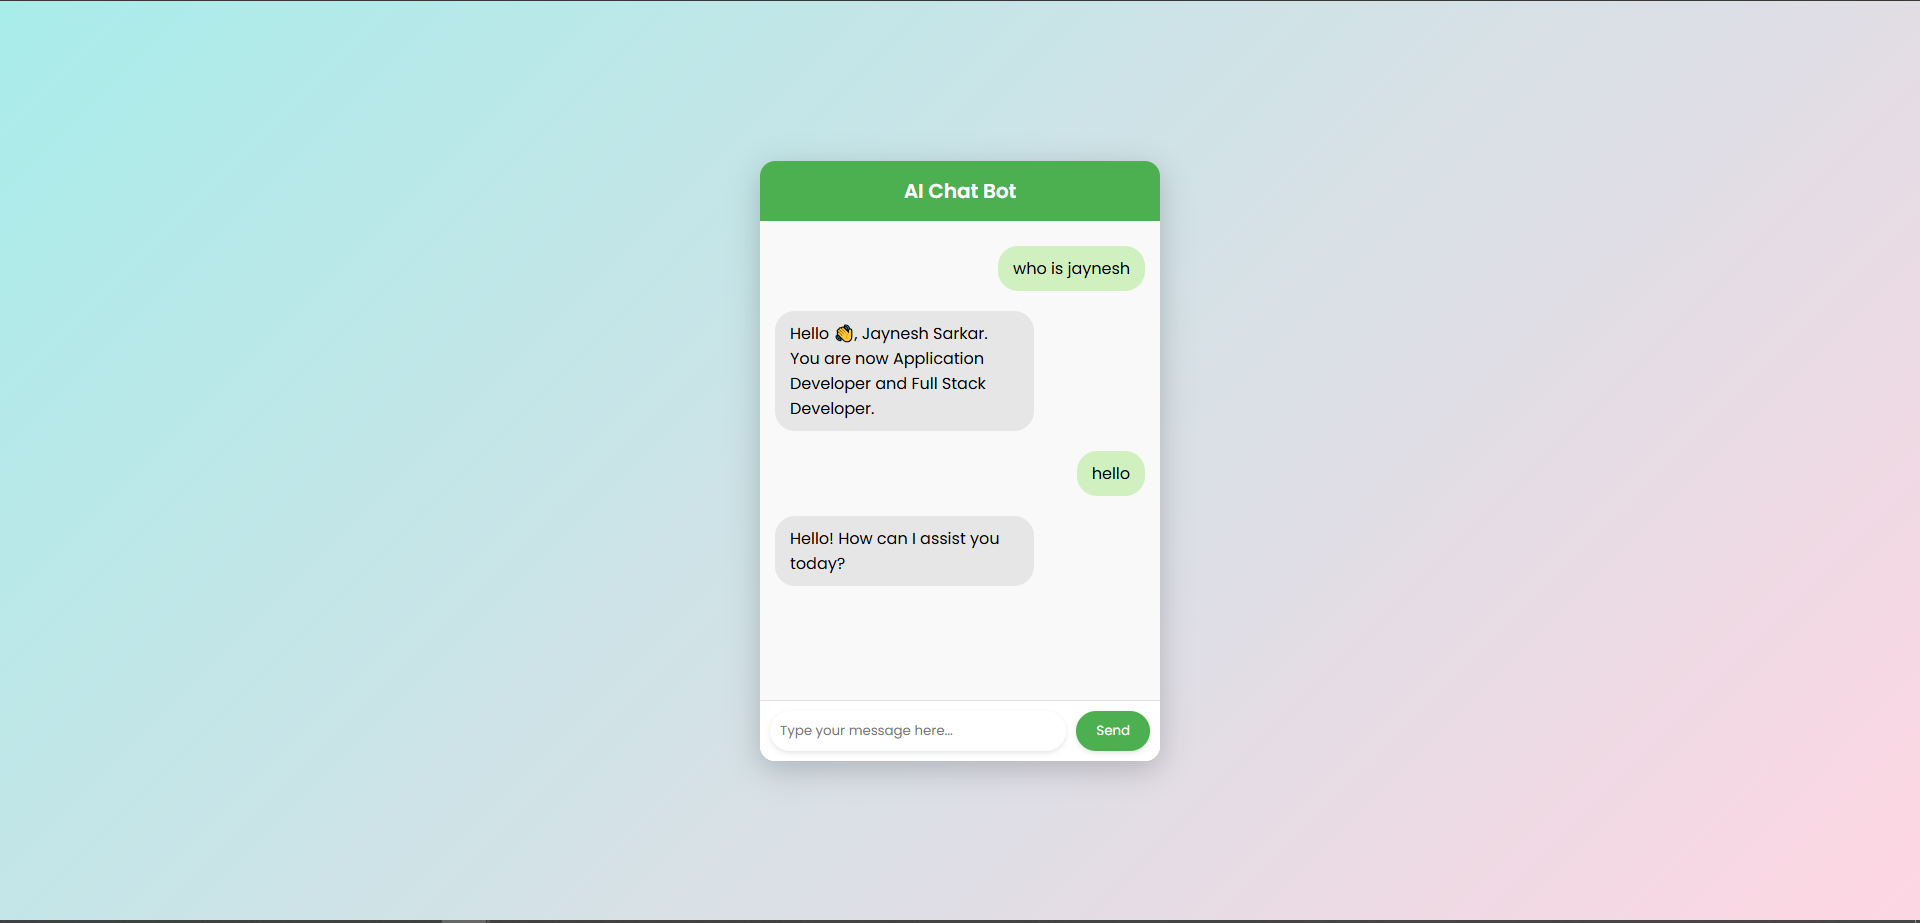 AI Chat Bot
who is jaynesh
Hello 👋, Jaynesh Sarkar.
You are now Application
Developer and Full Stack
Developer.
hello
Hello! How can I assist you
today?
Type your message here...
Send